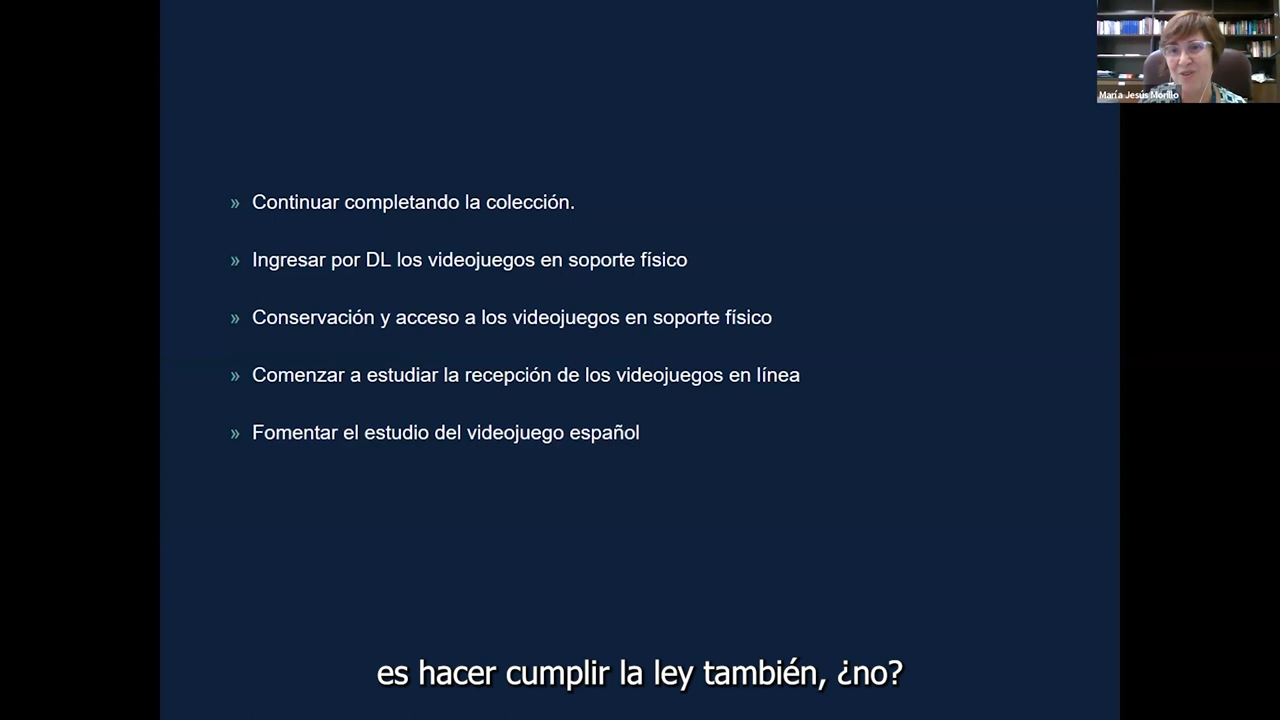 María Jesús Morillo
» Continuar completando la colección.
» Ingresar por DL los videojuegos en soporte físico
» Conservación y acceso a los videojuegos en soporte físico
» Comenzar a estudiar la recepción de los videojuegos en línea
» Fomentar el estudio del videojuego español
es hacer cumplir la ley también, ¿no?